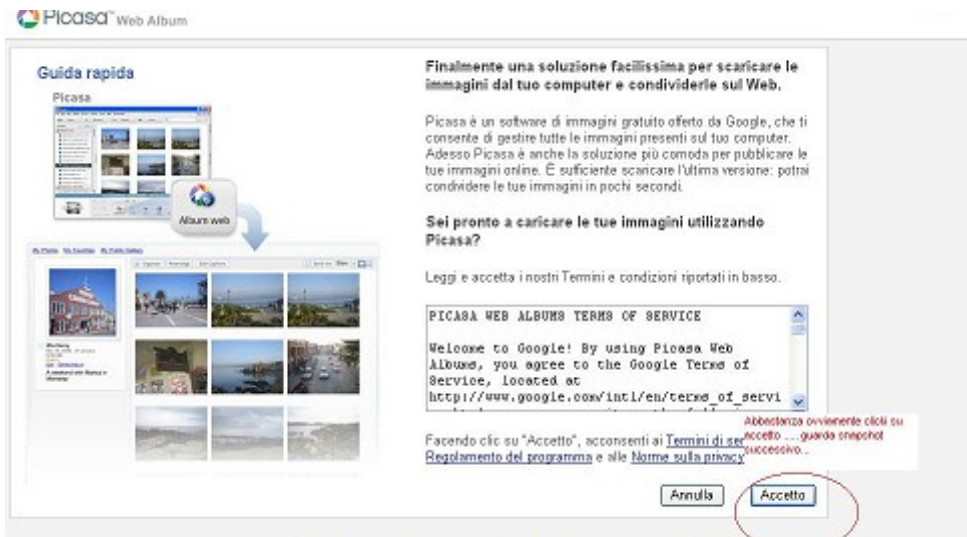 Picasa™ Web Album
Guida rapida
Picasa
Album web
Finalmente una soluzione facilissima per scaricare le
immagini dal tuo computer e condividerle sul Web.
Picasa è un software di immagini gratuito offerto da Google, che ti
consente di gestire tutte le immagini presenti sul tuo computer.
Adesso Picasa è anche la soluzione più comoda per pubblicare le
tue immagini online. È sufficiente scaricare l'ultima versione: potrai
condividere le tue immagini in pochi secondi.
Sei pronto a caricare le tue immagini utilizzando
Picasa?
Leggi e accetta i nostri Termini e condizioni riportati in basso.
PICASA WEB ALBUMS TERMS OF SERVICE
Welcome to Google! By using Picasa Web
Albums, you agree to the Google Terms of
Service, located at
http://www.google.com/intl/en/terms_of_servi
Facendo clic su "Accetto", acconsenti ai Termini di ser
Regolamento del programma e alle Norme sulla privacy
Abbastanza ovviamente clicki su
accetto ..... guarda snapshot
successivo...
Annulla
Accetto